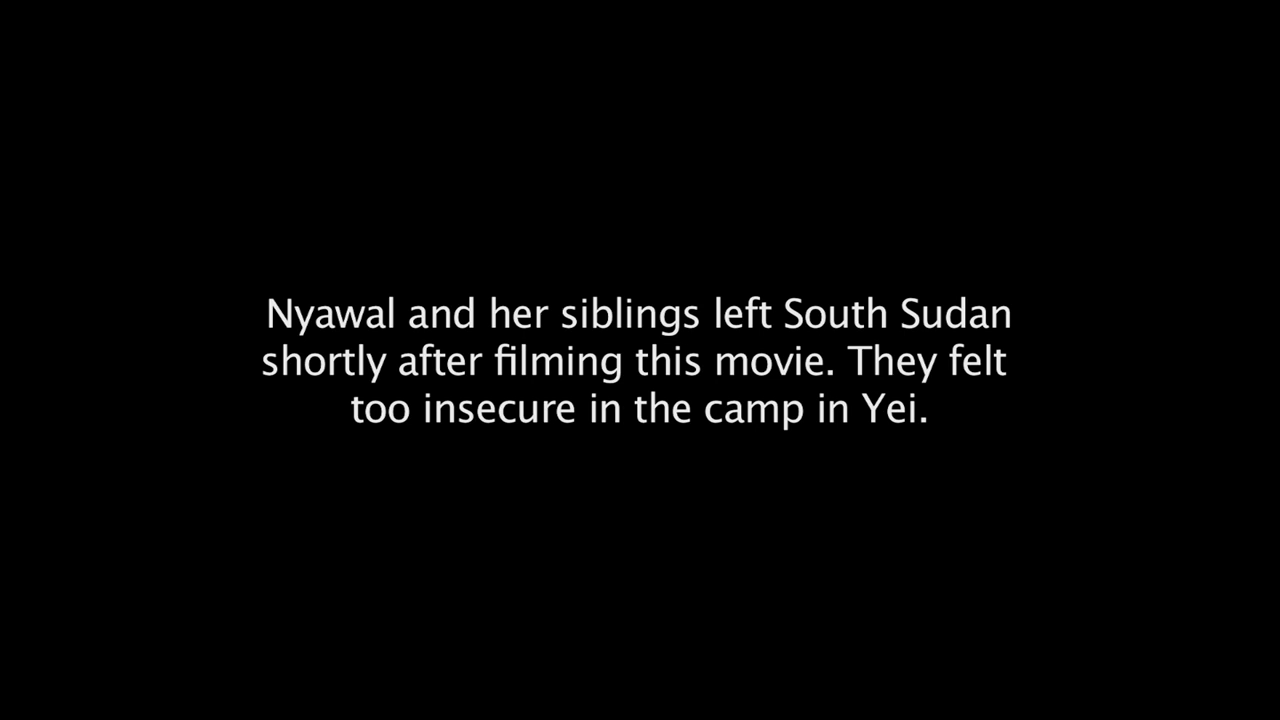 Nyawal and her siblings left South Sudan
shortly after filming this movie. They felt
too insecure in the camp in Yei.